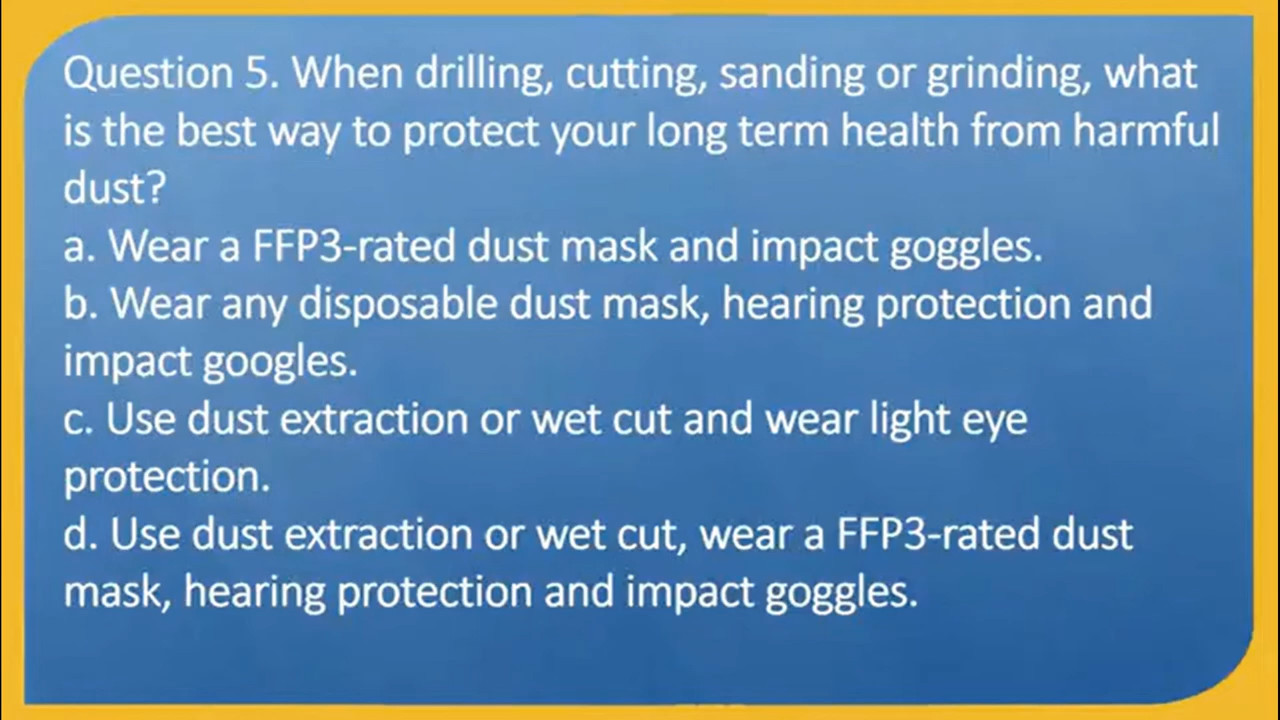 Question 5. When drilling, cutting, sanding or grinding, what
is the best way to protect your long term health from harmful
dust?
a. Wear a FFP3-rated dust mask and impact goggles.
b. Wear any disposable dust mask, hearing protection and
impact googles.
c. Use dust extraction or wet cut and wear light eye
protection.
d. Use dust extraction or wet cut, wear a FFP3-rated dust
mask, hearing protection and impact goggles.